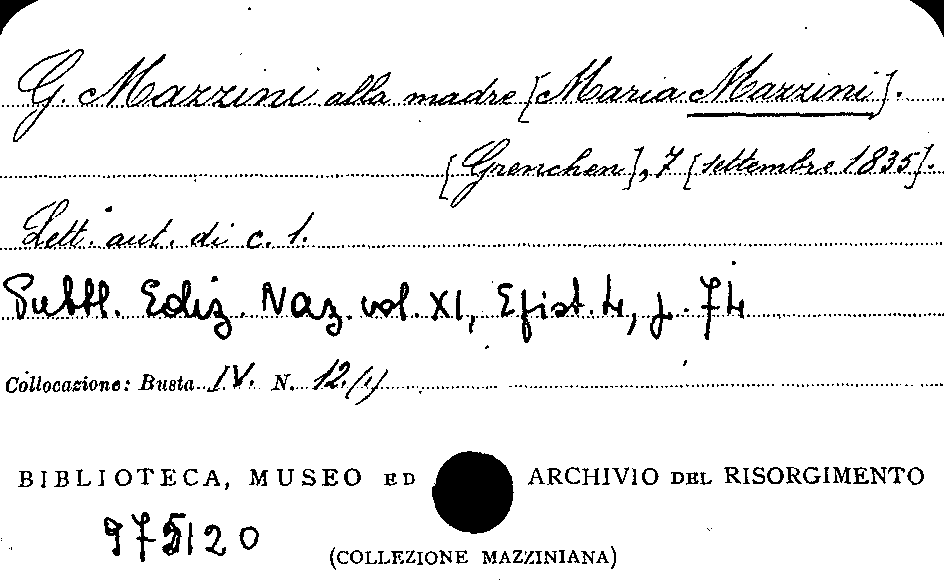 G. Mazzini alla madre [Maria Mazzini].
[Grenchen], 7 [settembre 1835].
Lett. aut. di c. 1.
Pubbl. Ediz. Naz. vol. XI, Epist. 4, p. 74
Collocazione: Busta IV. N. 12/1)
BIBLIOTECA, MUSEO ED ARCHIVIO DEL RISORGIMENTO
975120
(COLLEZIONE MAZZINIANA)